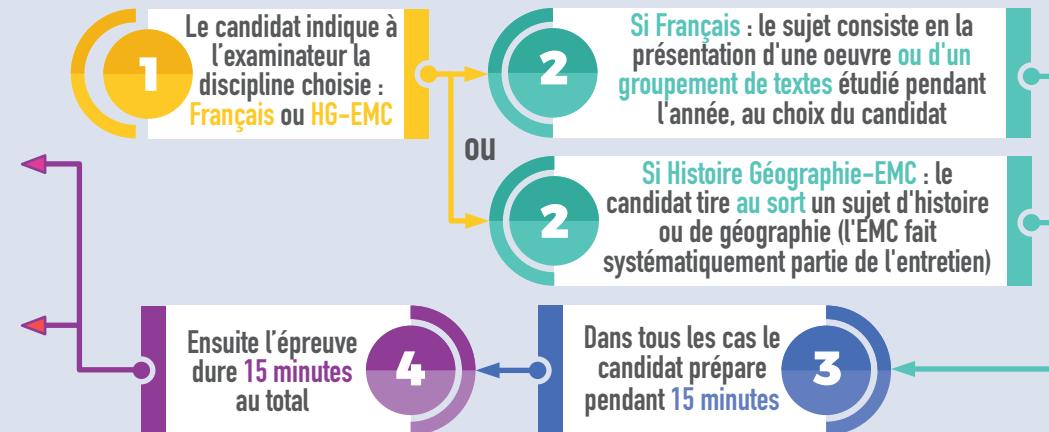 1
Le candidat indique à
l'examinateur la
discipline choisie :
Français ou HG-EMC
ou
2
Si Français : le sujet consiste en la
présentation d'une oeuvre ou d'un
groupement de textes étudié pendant
l'année, au choix du candidat
2
Si Histoire Géographie-EMC : le
candidat tire au sort un sujet d'histoire
ou de géographie (l'EMC fait
systématiquement partie de l'entretien)
Dans tous les cas le
candidat prépare
pendant 15 minutes
3
Ensuite l'épreuve
dure 15 minutes
au total
4